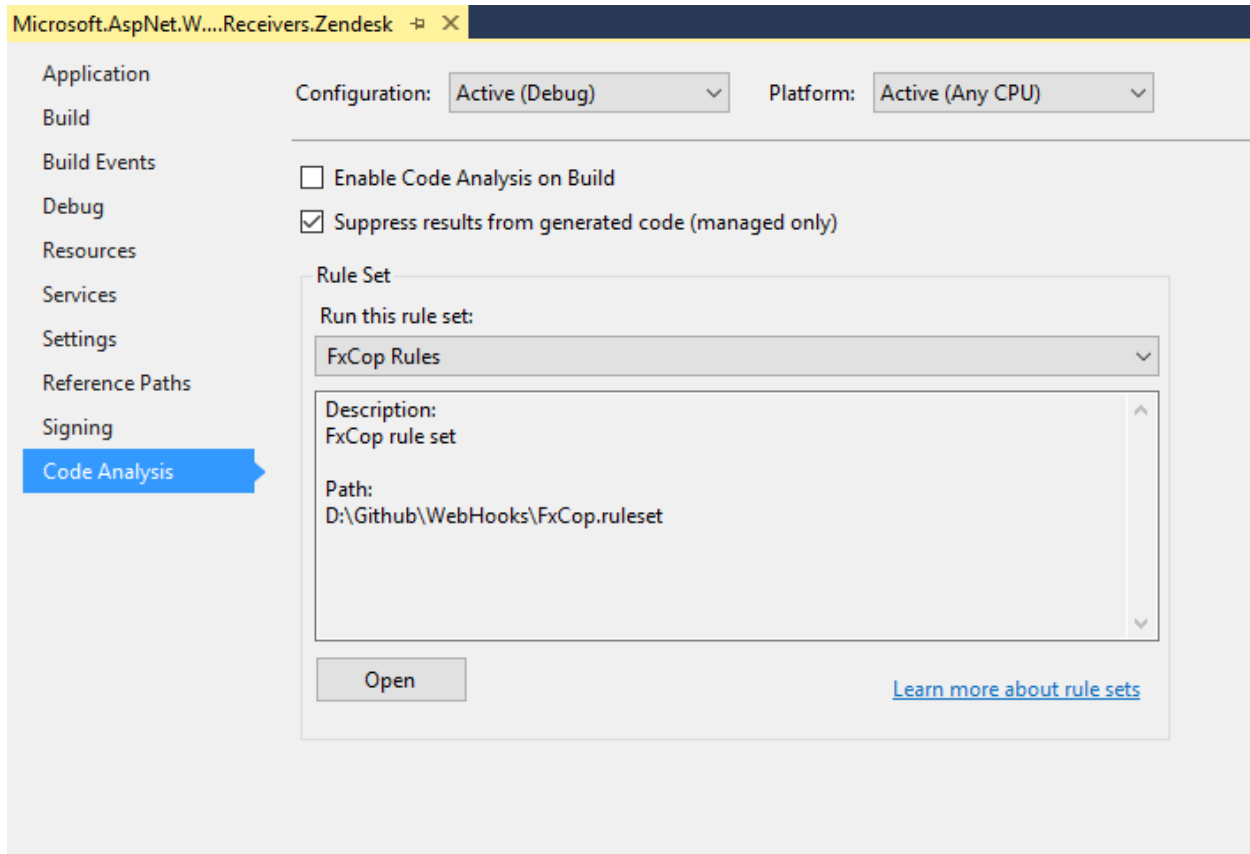 Microsoft.AspNet.W....Receivers.Zendesk
Application
Build
Build Events
Debug
Resources
Services
Settings
Reference Paths
Signing
Code Analysis
Configuration: Active (Debug) Platform: Active (Any CPU)
Enable Code Analysis on Build
Suppress results from generated code (managed only)
Rule Set
Run this rule set:
FxCop Rules
Description:
FxCop rule set
Path:
D:\Github\WebHooks\FxCop.ruleset
Open
Learn more about rule sets